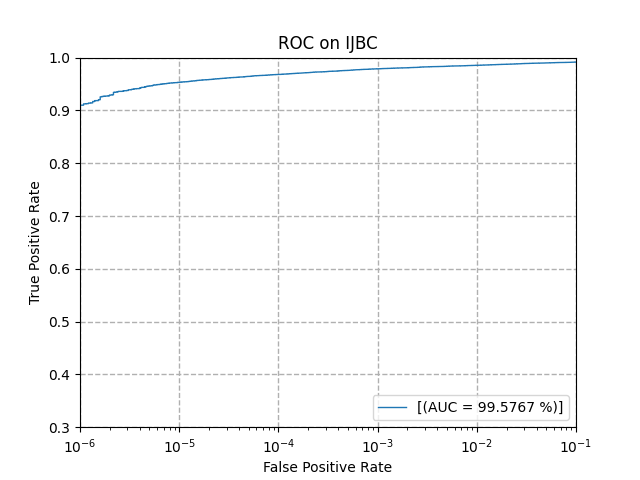 ROC on IJBC
True Positive Rate
1.0
0.9
0.8
0.7
0.6
0.5
0.4
0.3
[(AUC = 99.5767 %)]
10⁻⁶ 10⁻⁵ 10⁻⁴ 10⁻³ 10⁻² 10⁻¹
False Positive Rate